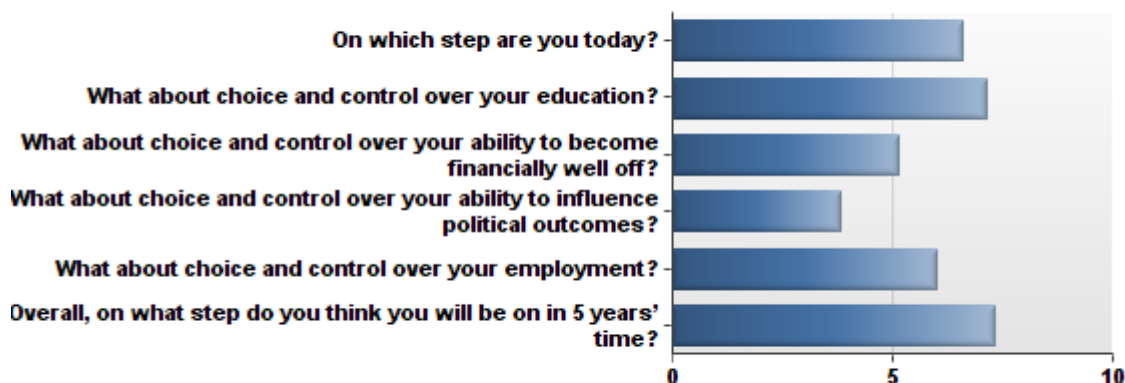 On which step are you today?
What about choice and control over your education?
What about choice and control over your ability to become
financially well off?
What about choice and control over your ability to influence
political outcomes?
What about choice and control over your employment?
Overall, on what step do you think you will be on in 5 years’
time?
0 5 10